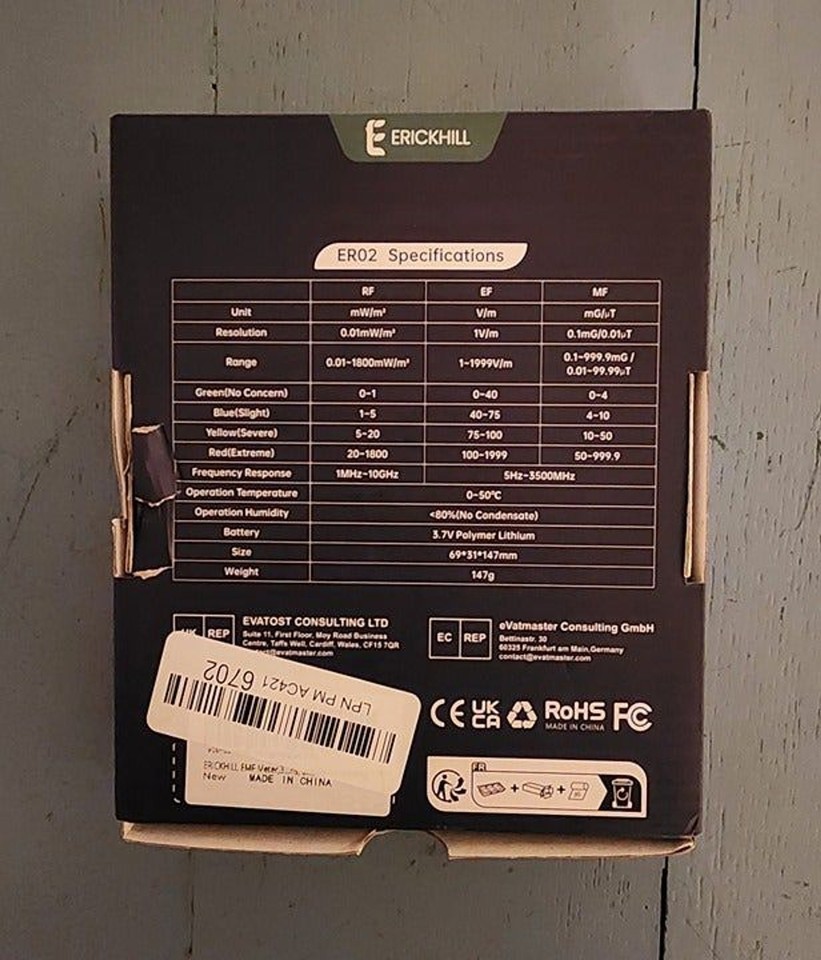 ERICKHILL
ER02 Specifications
RF EF MF
Unit mW/m² V/m mG/μT
Resolution 0.01mW/m² 1V/m 0.1mG/0.01μT
Range 0.01~1800mW/m² 1~1999V/m 0.1~999.9mG /
0.01~99.99μT
Green(No Concern) 0~1 0~40 0~4
Blue(Slight) 1~5 40~75 4~10
Yellow(Severe) 5~20 75~100 10~50
Red(Extreme) 20~1800 100~1999 50~999.9
Frequency Response 1MHz~10GHz 5Hz~3500MHz
Operation Temperature 0~50℃
Operation Humidity <80%(No Condensate)
Battery 3.7V Polymer Lithlum
Size 69*31*147mm
Weight 147g
REP
EVATOST CONSULTING LTD
Suite 11, First Floor, Moy Road Business
Centre, Taffs Well, Cardiff, Wales, CF15 7QR
EC REP
eVatmaster Consulting GmbH
Bettinastr. 30
60325 Frankfurt am Main,Germany
contact@evatmaster.com
LPN PM AC421 6702
ERICKHILL EMF
New MADE IN CHINA
CE UK CA RoHS FC
MADE IN CHINA
FR